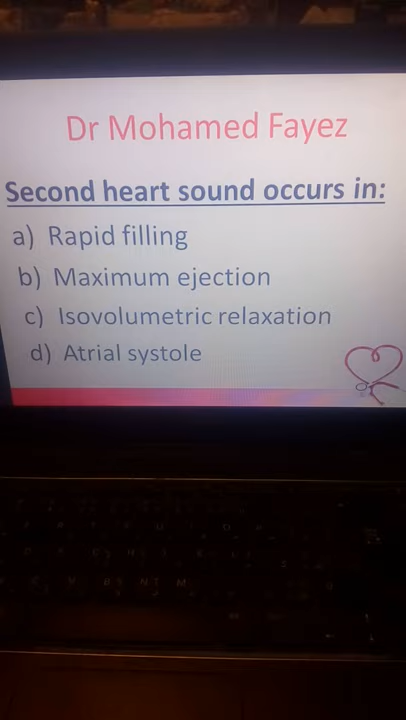 Dr Mohamed Fayez
Second heart sound occurs in:
a) Rapid filling
b) Maximum ejection
c) Isovolumetric relaxation
d) Atrial systole